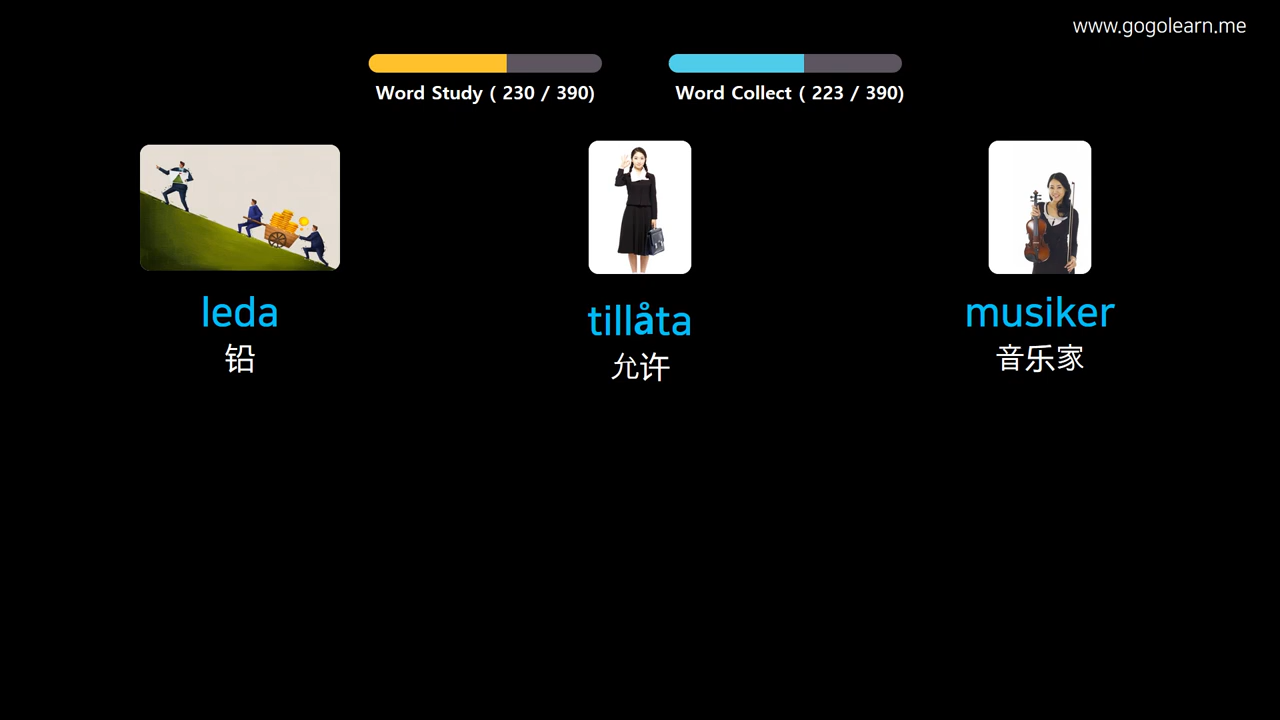 www.gogolearn.me
Word Study ( 230 / 390)
Word Collect ( 223 / 390)
leda
铅
tillåta
允许
musiker
音乐家